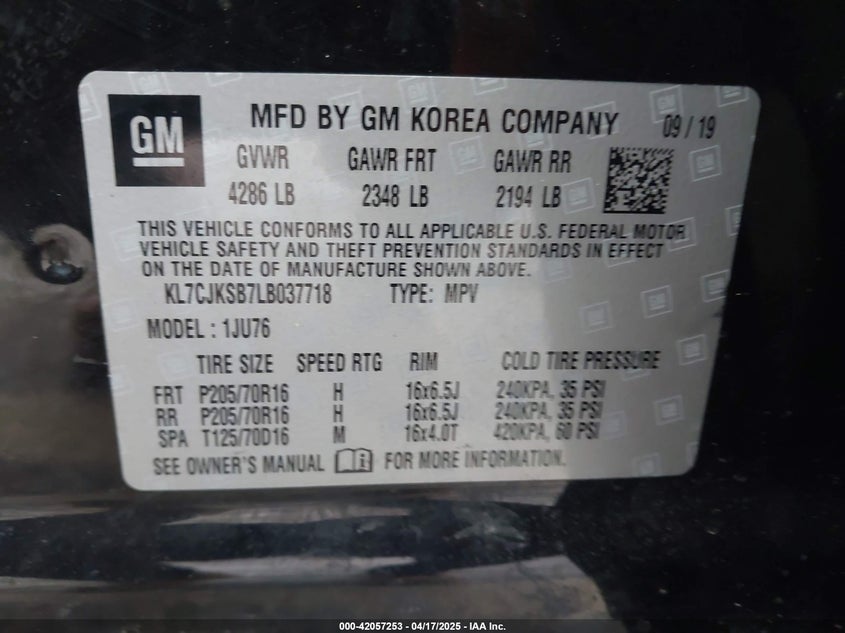 GM MFD BY GM KOREA COMPANY 09 / 19
GVWR GAWR FRT GAWR RR
4286 LB 2348 LB 2194 LB
THIS VEHICLE CONFORMS TO ALL APPLICABLE U.S. FEDERAL MOTOR
VEHICLE SAFETY AND THEFT PREVENTION STANDARDS IN EFFECT
ON THE DATE OF MANUFACTURE SHOWN ABOVE.
KL7CJKSB7LB037718 TYPE: MPV
MODEL : 1JU76
TIRE SIZE SPEED RTG RIM COLD TIRE PRESSURE
FRT P205/70R16 H 16x6.5J 240KPA, 35 PSI
RR P205/70R16 H 16x6.5J 240KPA, 35 PSI
SPA T125/70D16 M 16x4.0T 420KPA, 60 PSI
SEE OWNER'S MANUAL FOR MORE INFORMATION.
000-42057253 - 04/17/2025 - IAA Inc.